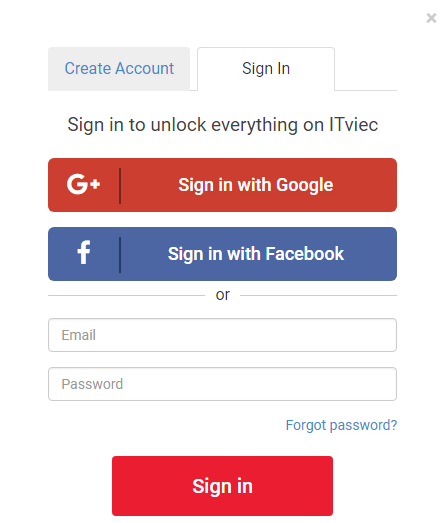 ×
Create Account
Sign In
Sign in to unlock everything on ITviec
G+
Sign in with Google
f
Sign in with Facebook
or
Email
Password
Forgot password?
Sign in